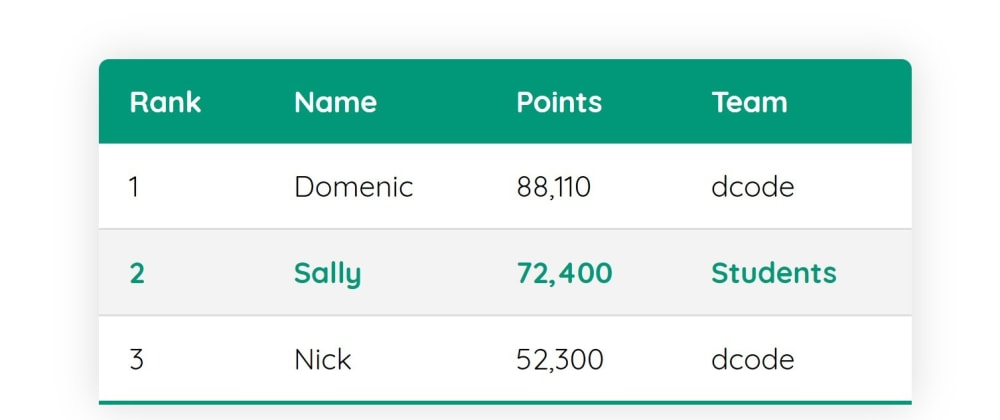 Rank Name Points Team
1 Domenic 88,110 dcode
2 Sally 72,400 Students
3 Nick 52,300 dcode